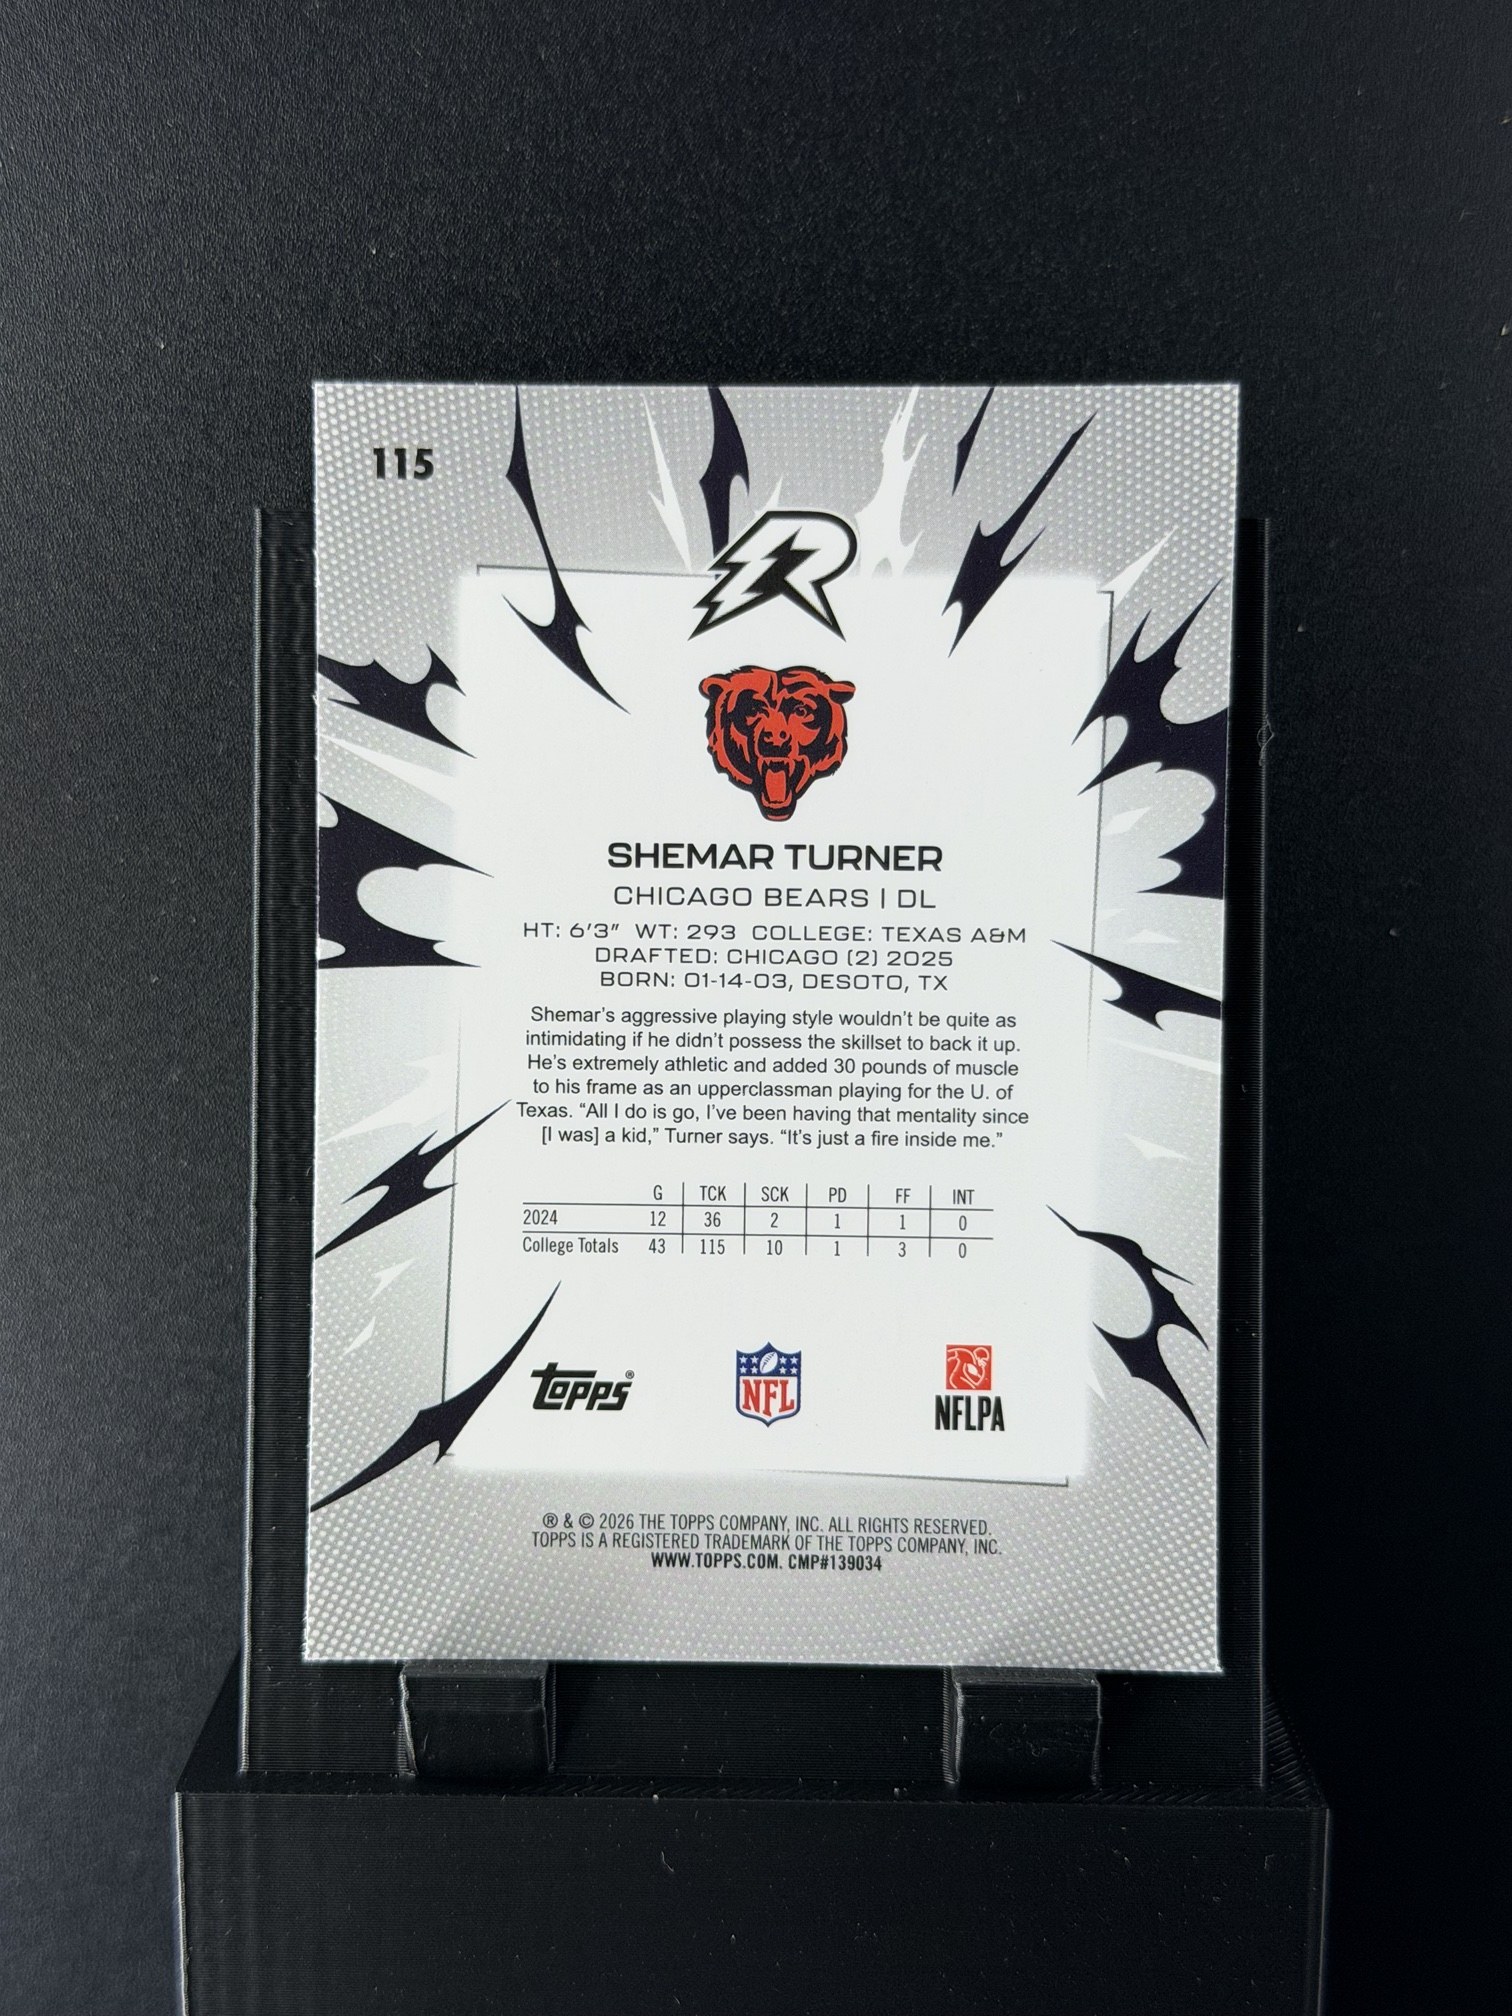 115
R
SHEMAR TURNER
CHICAGO BEARS | DL
HT: 6'3" WT: 293 COLLEGE: TEXAS A&M
DRAFTED: CHICAGO (2) 2025
BORN: 01-14-03, DESOTO, TX
Shemar's aggressive playing style wouldn't be quite as
intimidating if he didn't possess the skillset to back it up.
He's extremely athletic and added 30 pounds of muscle
to his frame as an upperclassman playing for the U. of
Texas. “All I do is go, I've been having that mentality since
[I was] a kid,” Turner says. “It's just a fire inside me.”
G TCK SCK PD FF INT
2024 12 36 2 1 1 0
College Totals 43 115 10 1 3 0
topps® NFL NFLPA
® & © 2026 THE TOPPS COMPANY, INC. ALL RIGHTS RESERVED.
TOPPS IS A REGISTERED TRADEMARK OF THE TOPPS COMPANY, INC.
WWW.TOPPS.COM. CMP#139034